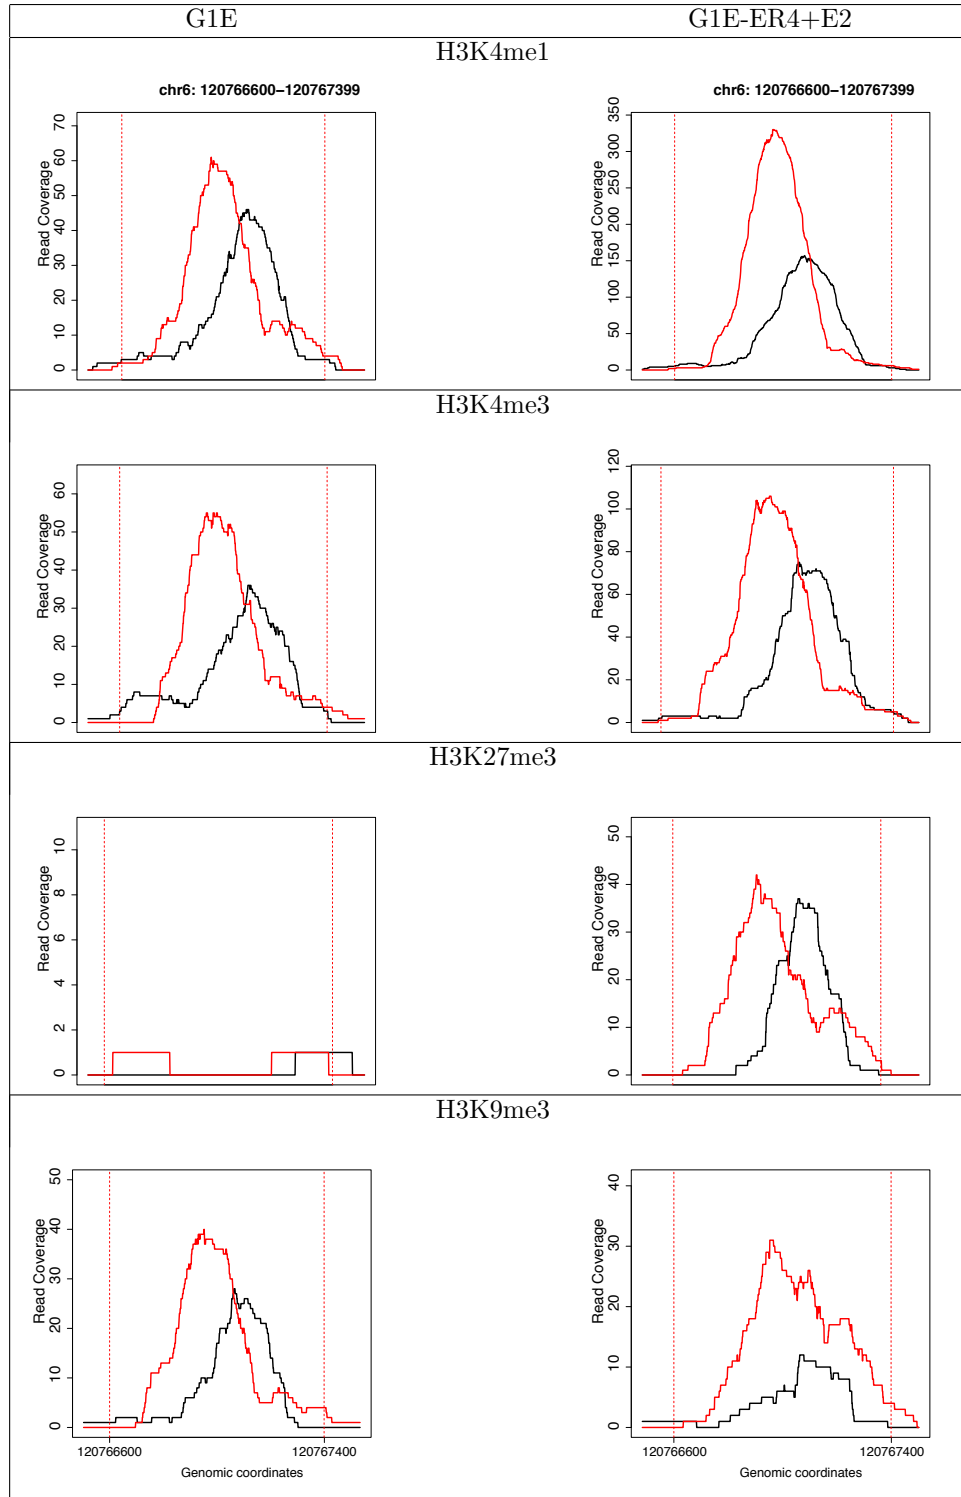 G1E G1E-ER4+E2
H3K4me1
chr6: 120766600−120767399 chr6: 120766600−120767399
Read Coverage
0 10 20 30 40 50 60 70
Read Coverage
0 50 100 150 200 250 300 350
H3K4me3
Read Coverage
0 10 20 30 40 50 60
Read Coverage
0 20 40 60 80 100 120
H3K27me3
Read Coverage
0 2 4 6 8 10
Read Coverage
0 10 20 30 40 50
H3K9me3
Read Coverage
0 10 20 30 40 50
120766600 120767400
Genomic coordinates
Read Coverage
0 10 20 30 40
120766600 120767400
Genomic coordinates